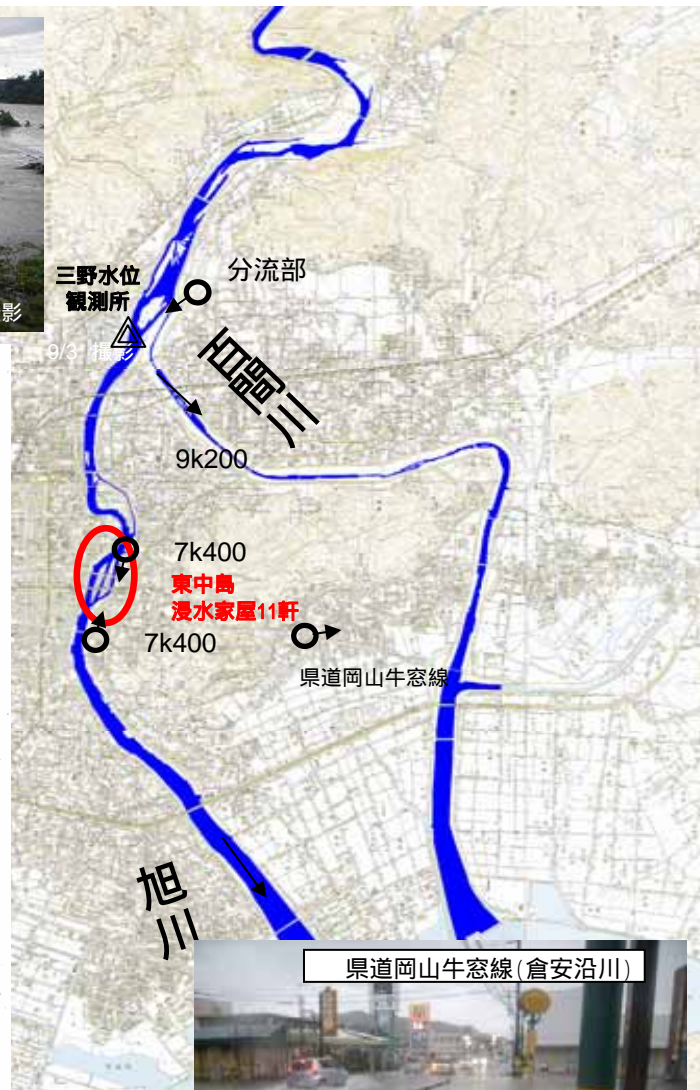 影
三野水位
観測所
9/3 撮影
分流部
百間川
9k200
7k400
東中島
浸水家屋11軒
7k400
県道岡山牛窓線
旭川
県道岡山牛窓線(倉安沿川)